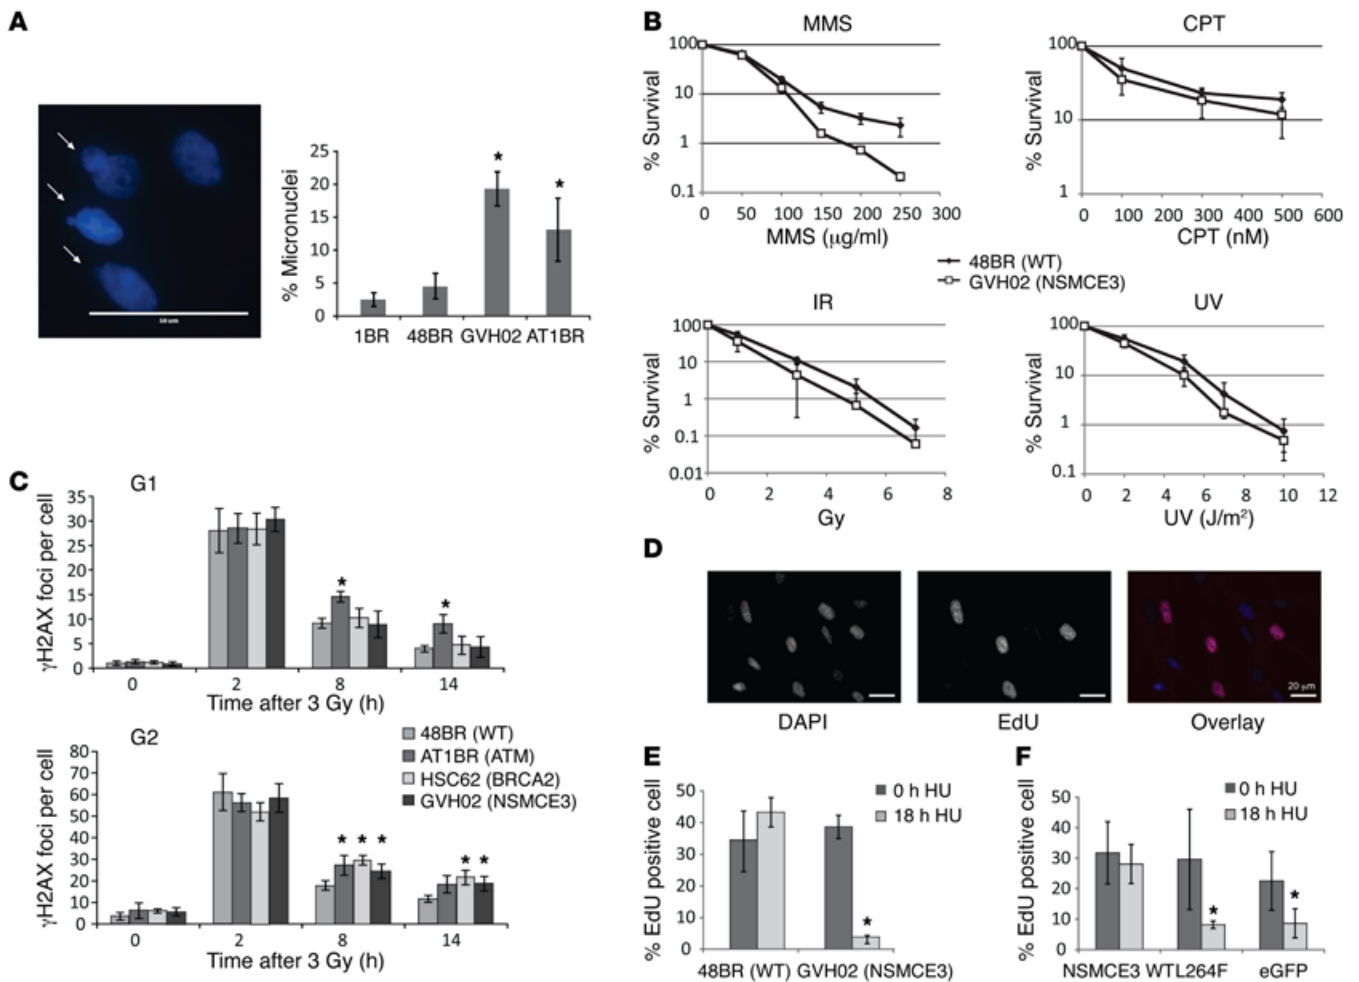 A
50 um
% Micronuclei
25
20
15
10
5
0
*
*
1BR 48BR GVH02 AT1BR
B
MMS
% Survival
100
10
1
0.1
0 50 100 150 200 250 300
MMS (μg/ml)
CPT
% Survival
100
10
1
0 100 200 300 400 500 600
CPT (nM)
48BR (WT)
GVH02 (NSMCE3)
IR
% Survival
100
10
1
0.1
0.01
0 2 4 6 8
Gy
UV
% Survival
100
10
1
0.1
0 2 4 6 8 10 12
UV (J/m²)
C
G1
γH2AX foci per cell
35
30
25
20
15
10
5
0
*
*
0 2 8 14
Time after 3 Gy (h)
G2
48BR (WT)
AT1BR (ATM)
HSC62 (BRCA2)
GVH02 (NSMCE3)
γH2AX foci per cell
80
70
60
50
40
30
20
10
0
* * *
* *
0 2 8 14
Time after 3 Gy (h)
D
20 μm
DAPI EdU Overlay
E
% EdU positive cell
50
40
30
20
10
0
0 h HU
18 h HU
*
48BR (WT) GVH02 (NSMCE3)
F
% EdU positive cell
50
40
30
20
10
0
0 h HU
18 h HU
*
*
NSMCE3 WTL264F eGFP